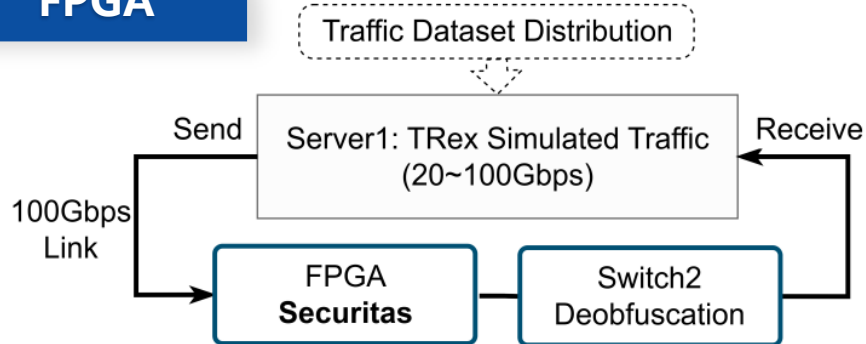 FPGA
Traffic Dataset Distribution
Send
Server1: TRex Simulated Traffic
(20~100Gbps)
Receive
100Gbps
Link
FPGA
Securitas
Switch2
Deobfuscation